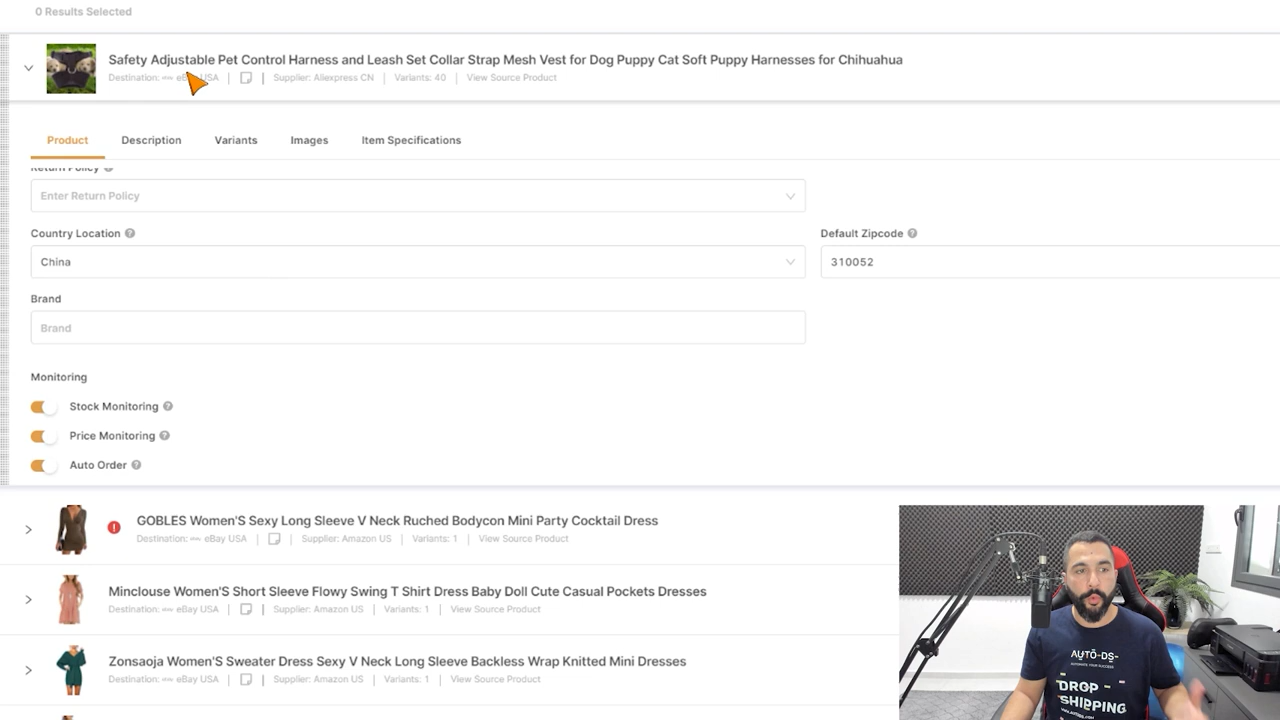 0 Results Selected
Safety Adjustable Pet Control Harness and Leash Set Collar Strap Mesh Vest for Dog Puppy Cat Soft Puppy Harnesses for Chihuahua
Destination: eBay USA | | Supplier: Aliexpress CN | Variants: 40 | View Source Product
Product Description Variants Images Item Specifications
Return Policy
Enter Return Policy
Country Location Default Zipcode
China 310052
Brand
Brand
Monitoring
Stock Monitoring
Price Monitoring
Auto Order
GOBLES Women'S Sexy Long Sleeve V Neck Ruched Bodycon Mini Party Cocktail Dress
Destination: eBay USA | | Supplier: Amazon US | Variants: 1 | View Source Product
Minclouse Women'S Short Sleeve Flowy Swing T Shirt Dress Baby Doll Cute Casual Pockets Dresses
Destination: eBay USA | | Supplier: Amazon US | Variants: 1 | View Source Product
Zonsaoja Women'S Sweater Dress Sexy V Neck Long Sleeve Backless Wrap Knitted Mini Dresses
Destination: eBay USA | | Supplier: Amazon US | Variants: 1 | View Source Product
AUTO-DS
AUTOMATE YOUR SUCCESS
DROP
SHIPPING